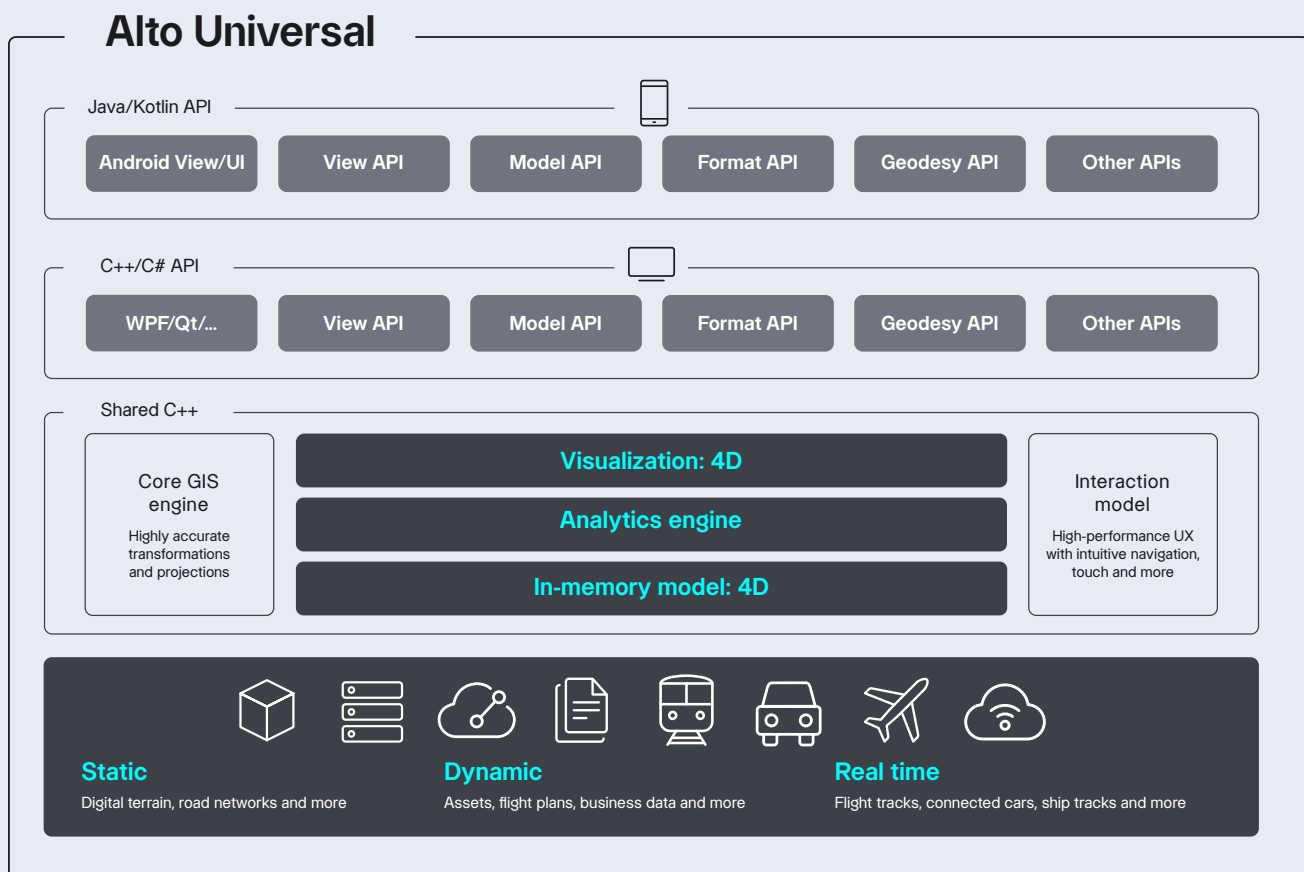 Alto Universal
Java/Kotlin API
Android View/UI
View API
Model API
Format API
Geodesy API
Other APIs
C++/C# API
WPF/Qt/...
View API
Model API
Format API
Geodesy API
Other APIs
Shared C++
Core GIS
engine
Highly accurate
transformations
and projections
Visualization: 4D
Analytics engine
In-memory model: 4D
Interaction
model
High-performance UX
with intuitive navigation,
touch and more
Static
Digital terrain, road networks and more
Dynamic
Assets, flight plans, business data and more
Real time
Flight tracks, connected cars, ship tracks and more